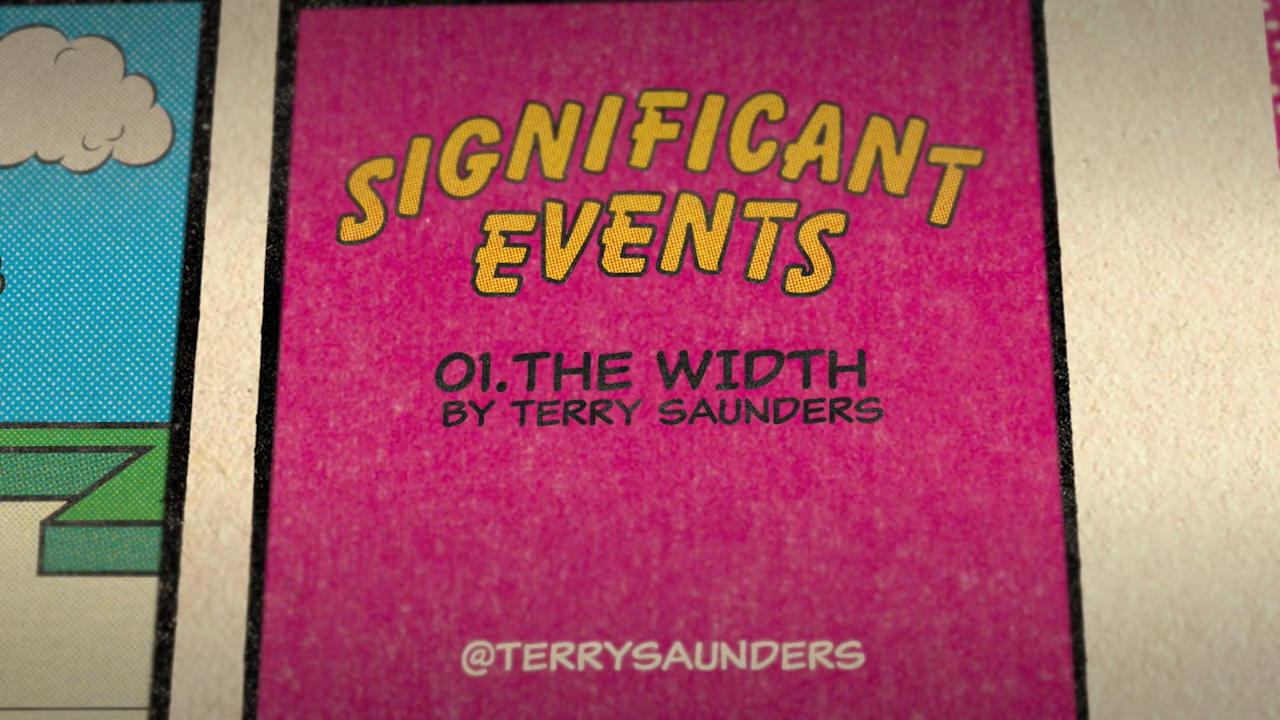 SIGNIFICANT
EVENTS
01.THE WIDTH
BY TERRY SAUNDERS
@TERRYSAUNDERS